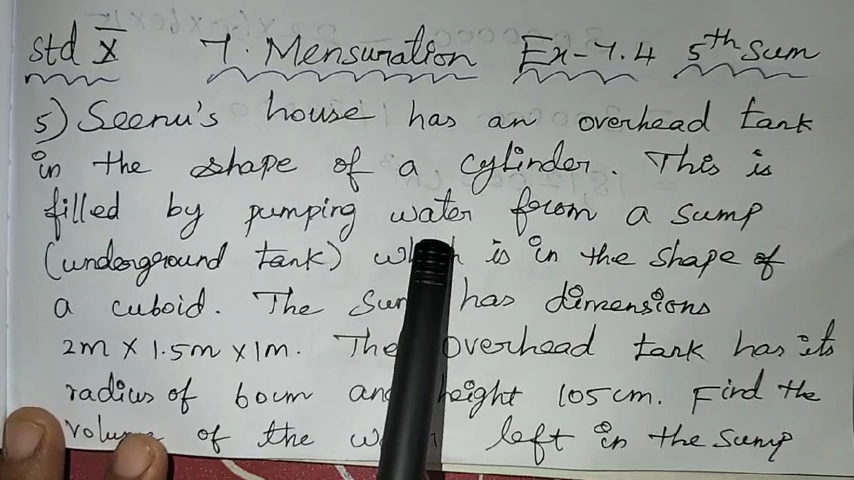 std X 7. Mensuration Ex-7.4 5th Sum
5) Seenu's house has an overhead tank
in the shape of a cylinder. This is
filled by pumping water from a sump
(underground tank) which is in the shape of
a cuboid. The Sump has dimensions
2m X 1.5m X 1m. The overhead tank has its
radius of 60cm and height 105cm. Find the
volume of the water left in the sump